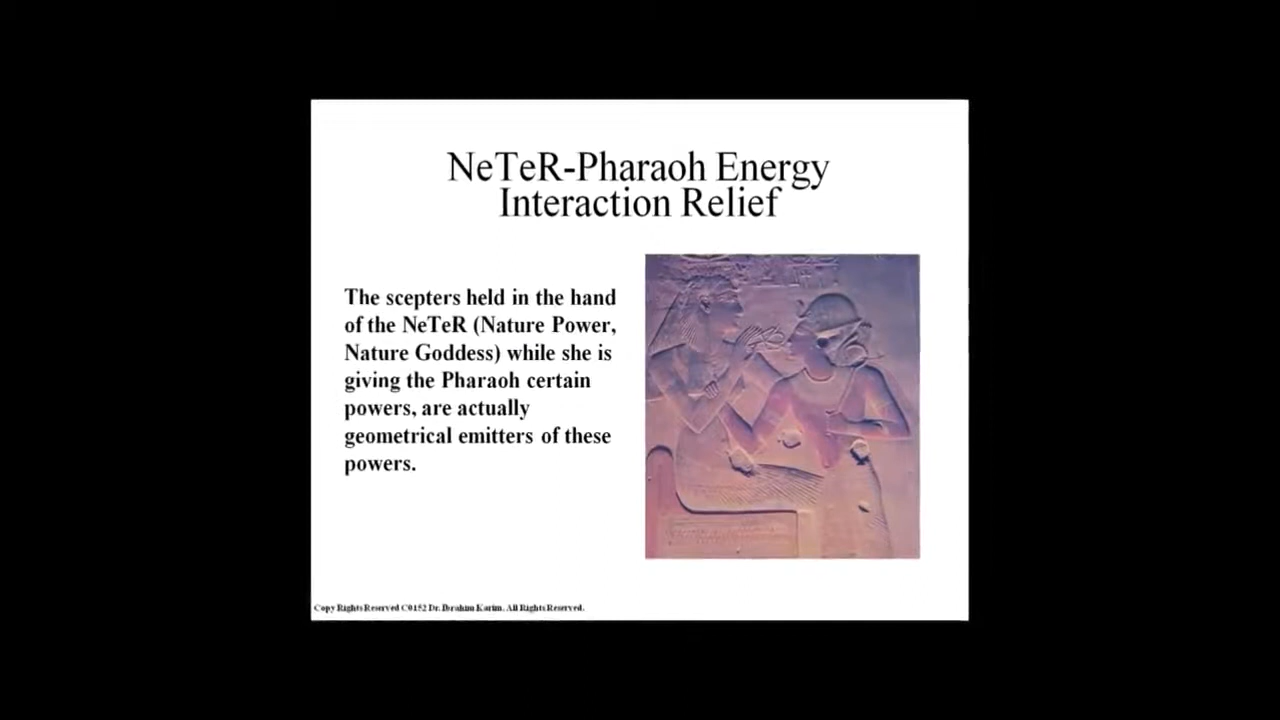 NeTeR-Pharaoh Energy
Interaction Relief
The scepters held in the hand
of the NeTeR (Nature Power,
Nature Goddess) while she is
giving the Pharaoh certain
powers, are actually
geometrical emitters of these
powers.
Copy Rights Reserved C0152 Dr. Ibrahim Karim. All Rights Reserved.